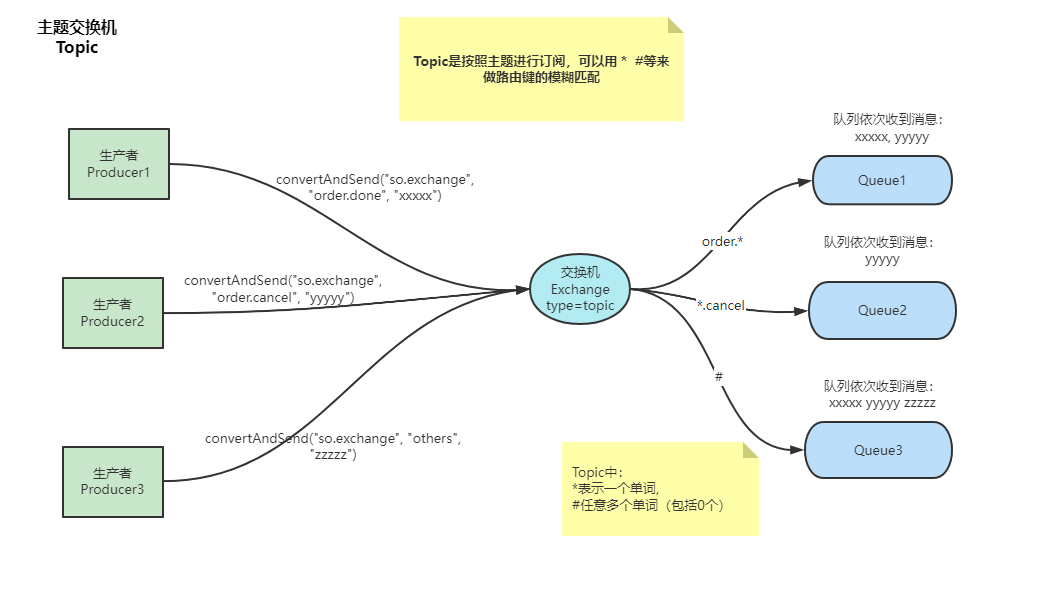 主题交换机
Topic
Topic是按照主题进行订阅，可以用 *  #等来
做路由键的模糊匹配
生产者
Producer1
convertAndSend("so.exchange",
"order.done", "xxxxx")
队列依次收到消息：
xxxxx, yyyyy
Queue1
order.*
生产者
Producer2
convertAndSend("so.exchange",
"order.cancel", "yyyyy")
交换机
Exchange
type=topic
队列依次收到消息：
yyyyy
*.cancel
Queue2
#
队列依次收到消息：
xxxxx yyyyy zzzzz
Queue3
生产者
Producer3
convertAndSend("so.exchange", "others",
"zzzzz")
Topic中：
*表示一个单词,
#任意多个单词（包括0个）